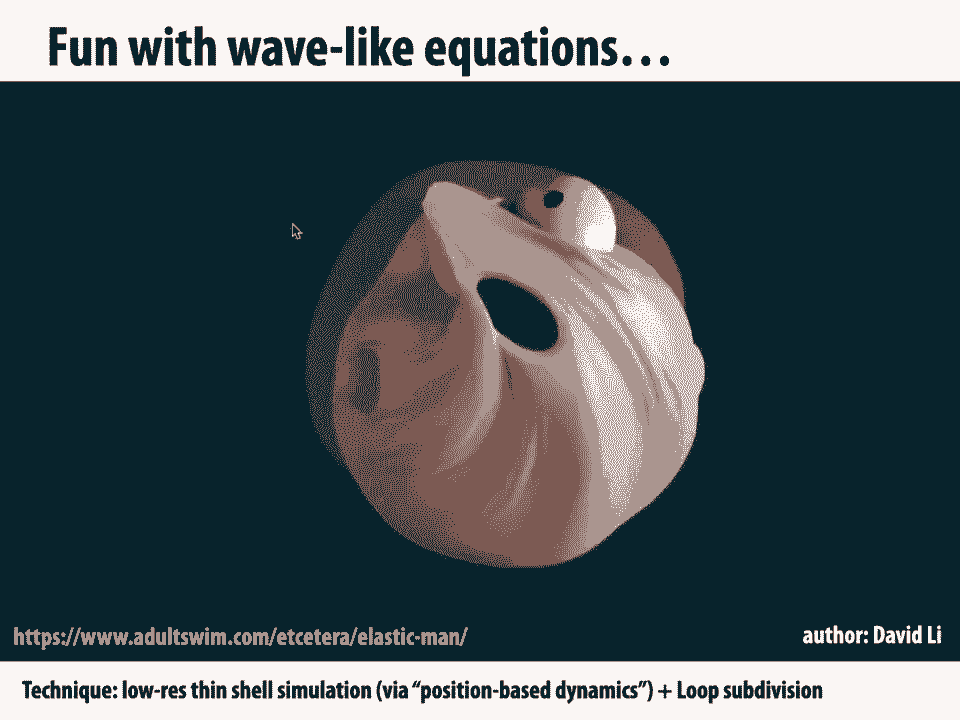 Fun with wave-like equations…
https://www.adultswim.com/etcetera/elastic-man/
author: David Li
Technique: low-res thin shell simulation (via “position-based dynamics”) + Loop subdivision